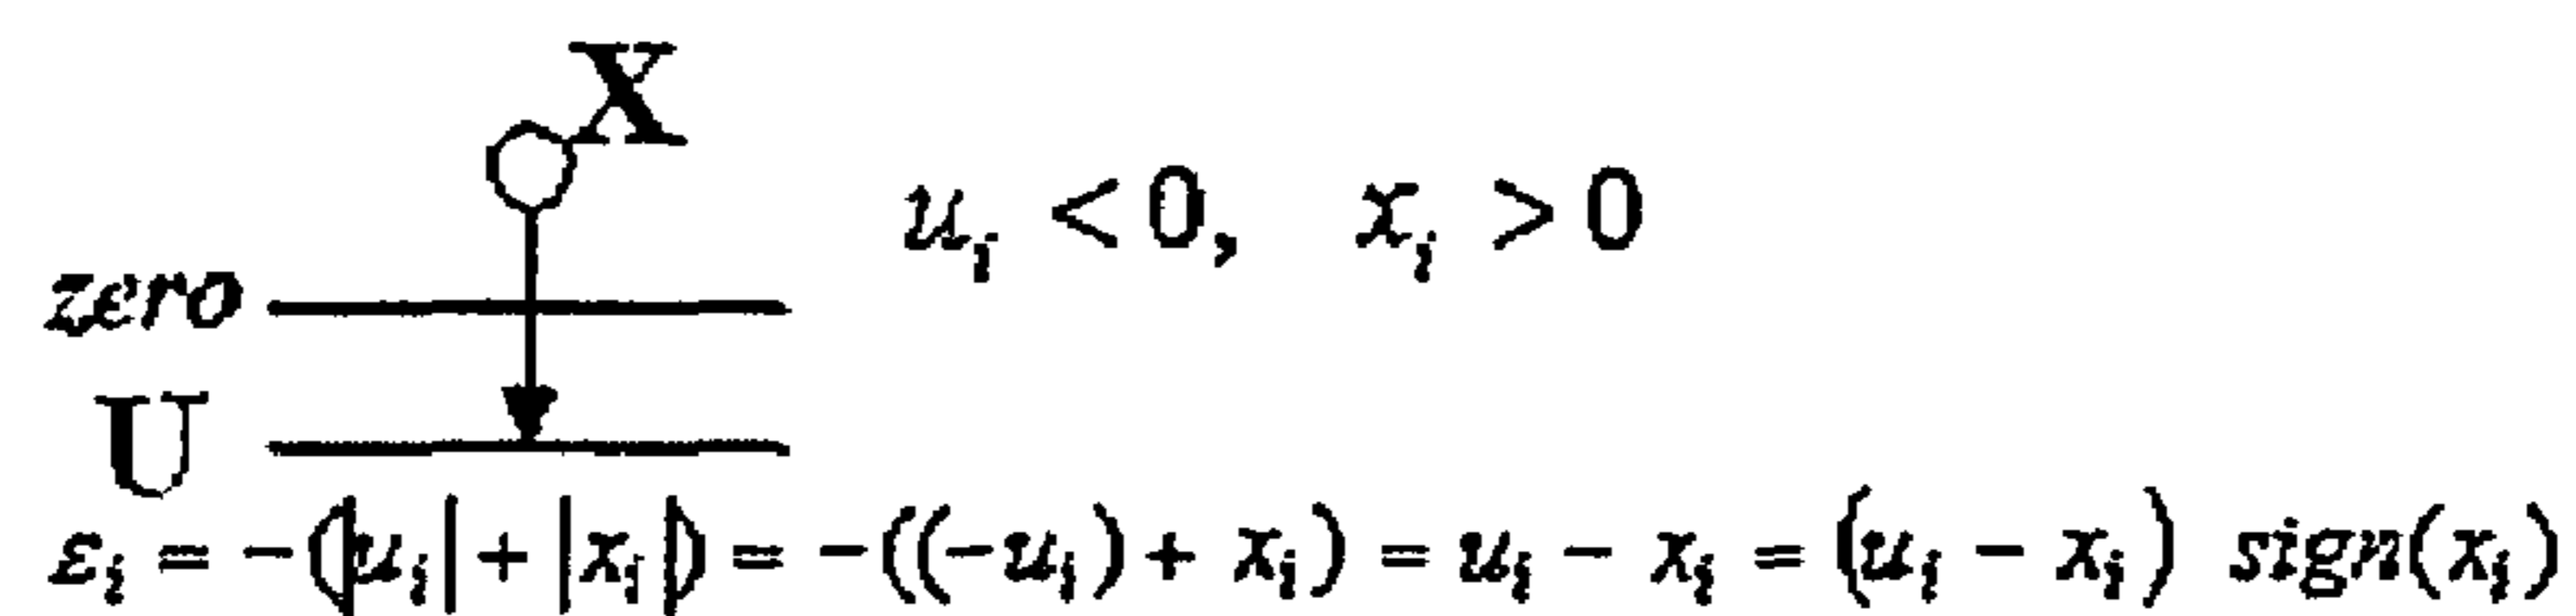 X
u_i < 0, x_i > 0
zero
U
ε_i = -(|u_i| + |x_i|) = -((-u_i) + x_i) = u_i - x_i = (u_i - x_i) sign(x_i)